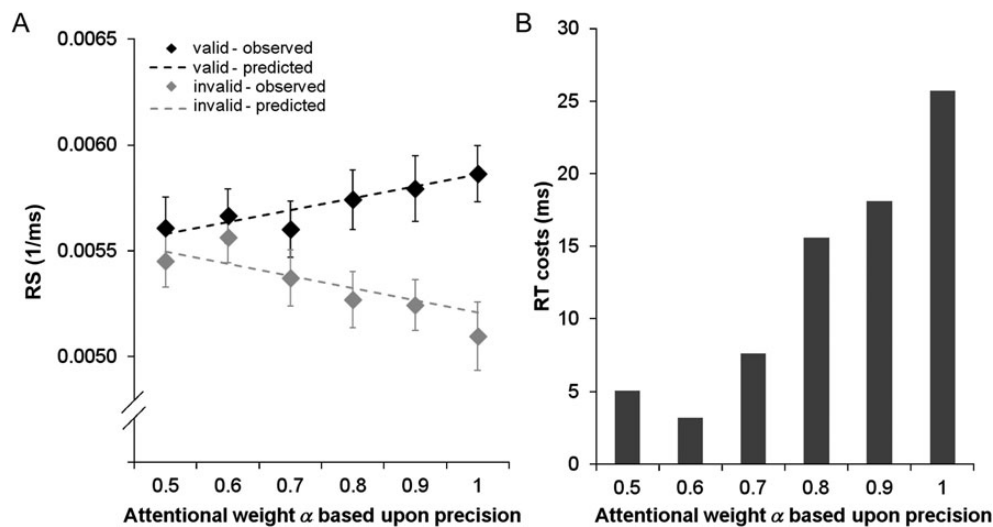 A
0.0065
0.0060
0.0055
0.0050
RS (1/ms)
valid - observed
valid - predicted
invalid - observed
invalid - predicted
0.5 0.6 0.7 0.8 0.9 1
Attentional weight α based upon precision
B
30
25
20
15
10
5
0
RT costs (ms)
0.5 0.6 0.7 0.8 0.9 1
Attentional weight α based upon precision